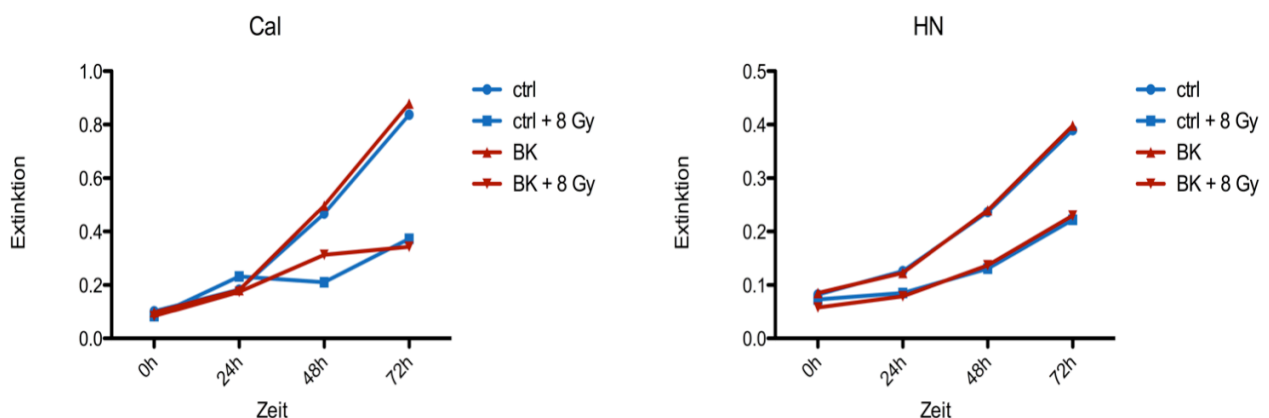 Cal
Extinktion
1.0
0.8
0.6
0.4
0.2
0.0
0h
24h
48h
72h
Zeit
ctrl
ctrl + 8 Gy
BK
BK + 8 Gy
HN
Extinktion
0.5
0.4
0.3
0.2
0.1
0.0
0h
24h
48h
72h
Zeit
ctrl
ctrl + 8 Gy
BK
BK + 8 Gy